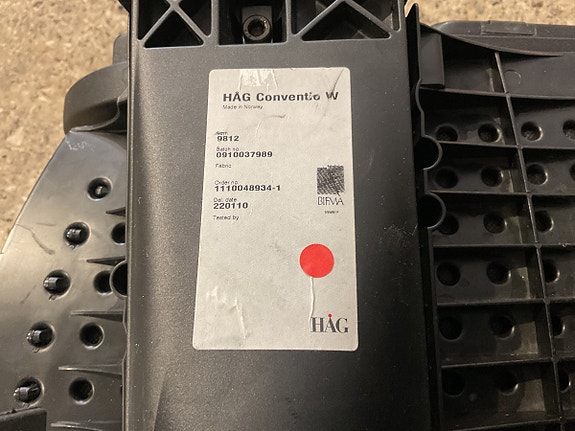 HÅG Conventio W
Made in Norway
Item
9812
Batch no
0910037989
Fabric
Order no
1110048934-1
Del. date
220110
Tested by
BIFMA
HÅG